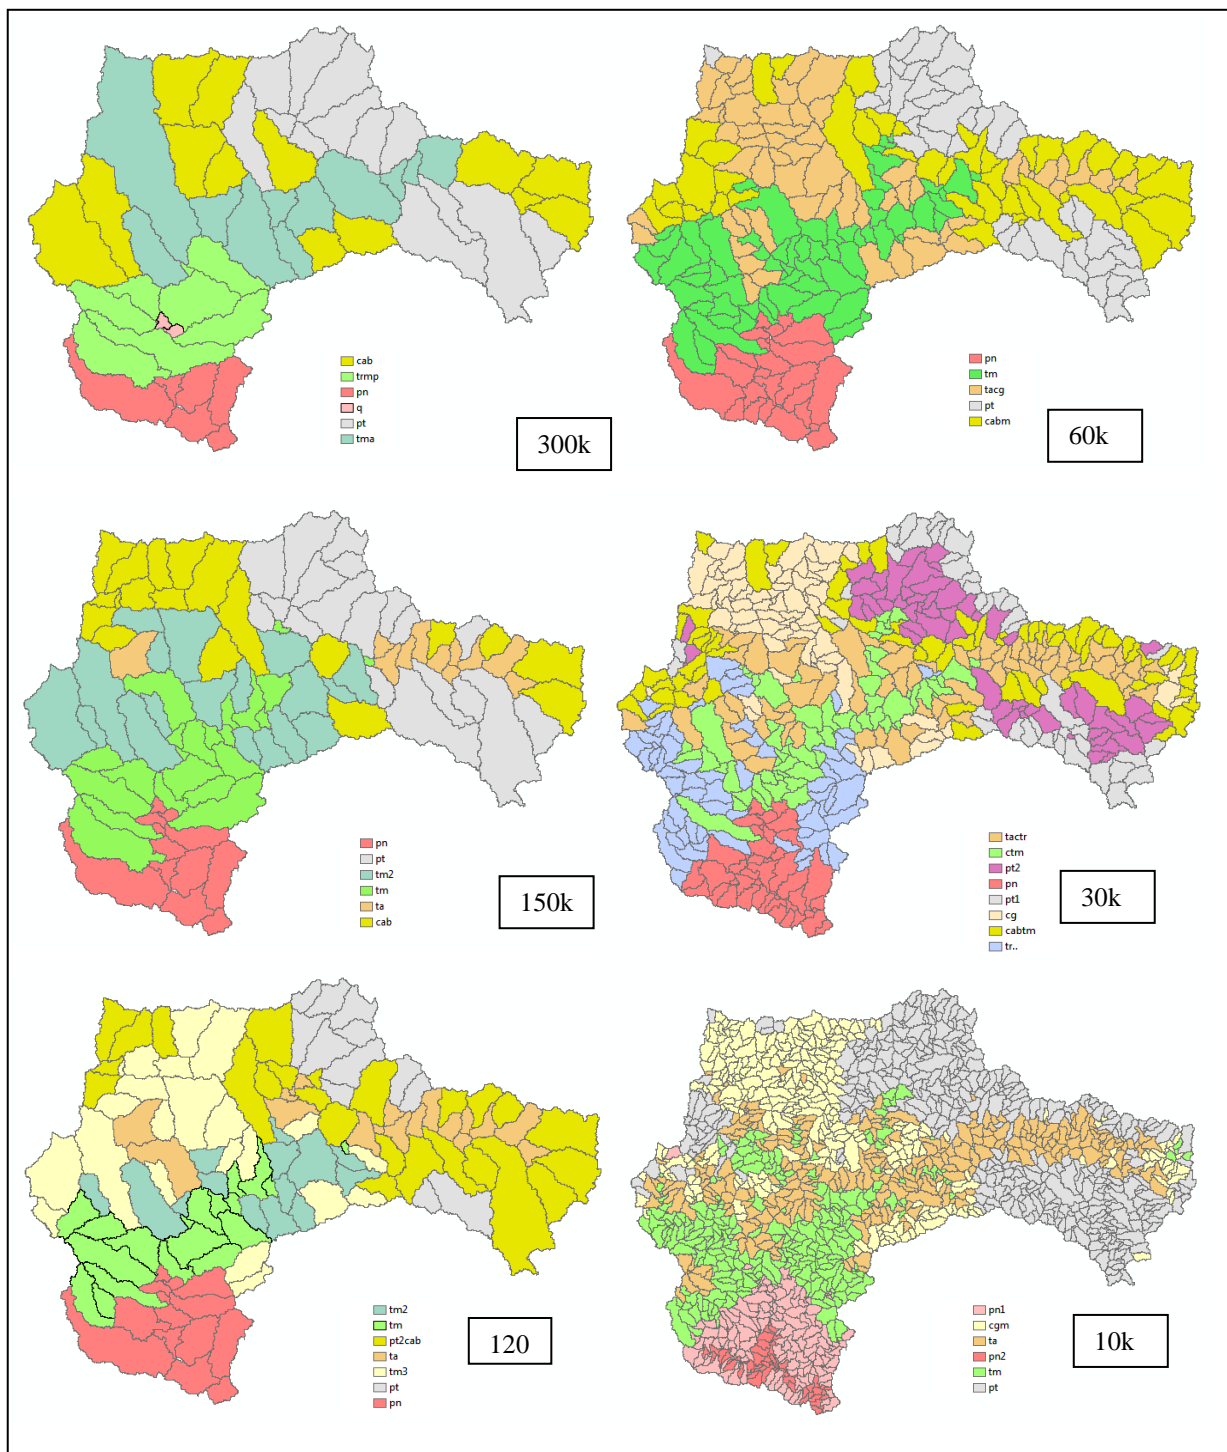 cab
trmp
pn
q
pt
tma
300k
pn
tm
tacg
pt
cabm
60k
pn
pt
tm2
tm
ta
cab
150k
tactr
ctm
pt2
pn
pt1
cg
cabtm
tr..
30k
tm2
tm
pt2cab
ta
tm3
pt
pn
120
pn1
cgm
ta
pn2
tm
pt
10k